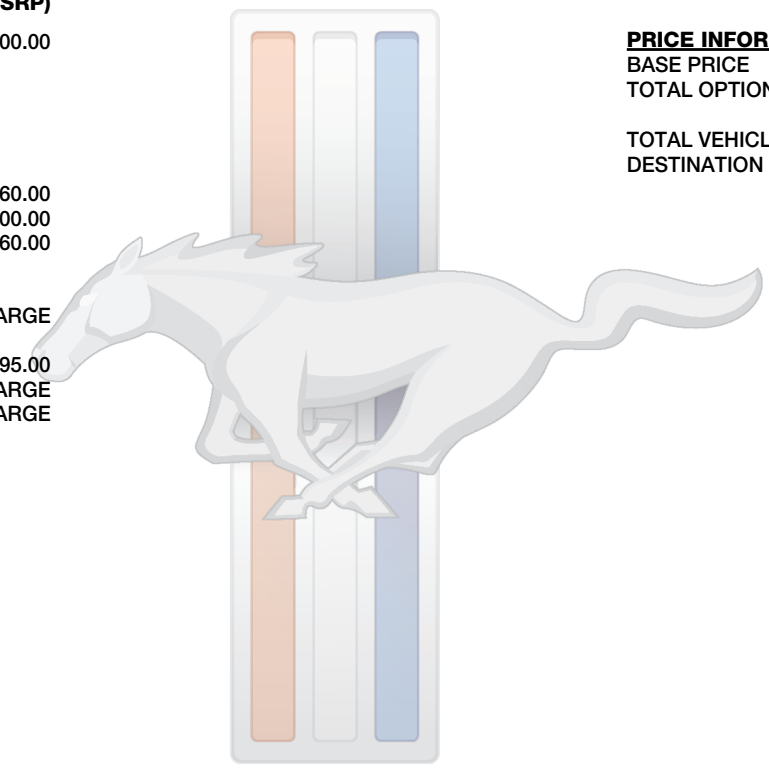 SRP)
00.00
60.00
00.00
60.00
ARGE
95.00
ARGE
ARGE
PRICE INFOR
BASE PRICE
TOTAL OPTION
TOTAL VEHICL
DESTINATION